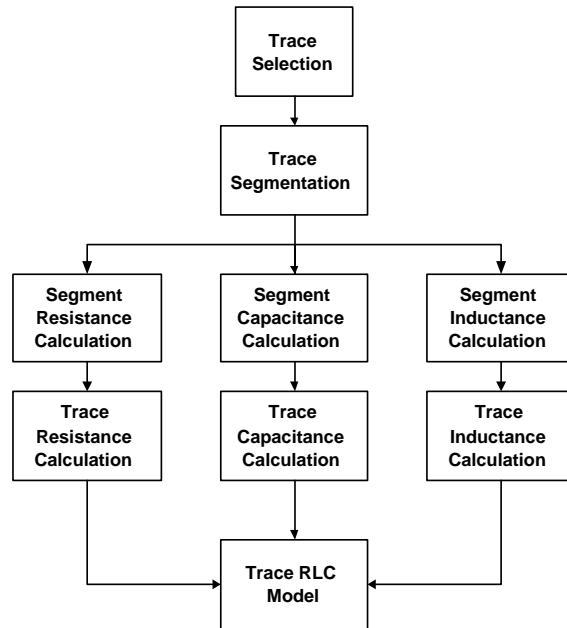 Trace
Selection
Trace
Segmentation
Segment
Resistance
Calculation
Segment
Capacitance
Calculation
Segment
Inductance
Calculation
Trace
Resistance
Calculation
Trace
Capacitance
Calculation
Trace
Inductance
Calculation
Trace RLC
Model